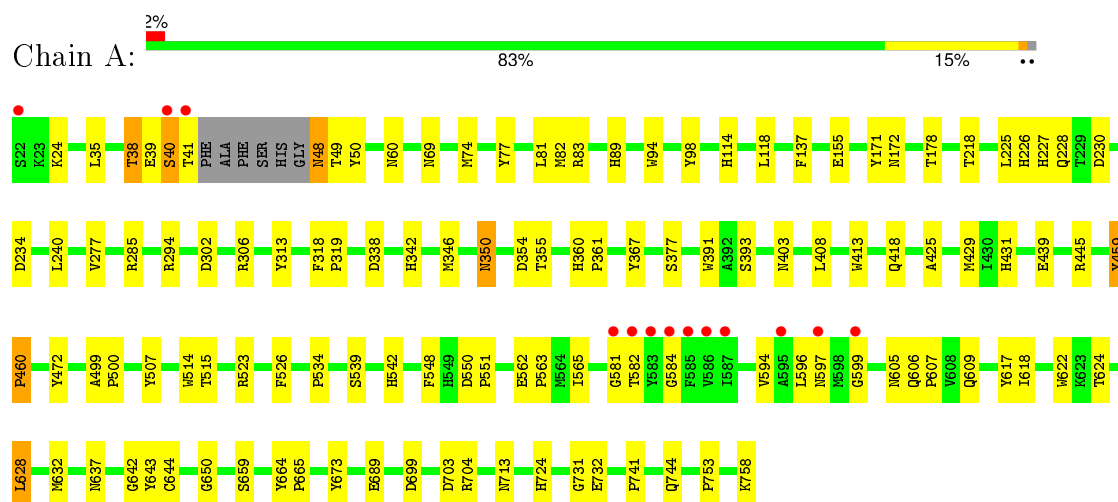 2%
Chain A:
83% 15% ••
S22 K23 K24 L35 T38 E39 S40 T41 PHE ALA PHE SER HIS GLY N48 T49 Y50 N60 N69 M74 Y77 L81 M82 R83 H89 W94 Y98 H114 L118 F137 E155 Y171 N172 T178 T218 L225 H226 H227 Q228 T229 D230
D234 L240 V277 R285 R294 D302 R306 Y313 F318 P319 D338 H342 M346 N350 D354 T355 H360 P361 Y367 S377 W391 A392 S393 N403 L408 W413 Q418 A425 M429 I430 H431 E439 R445 Y459
P460 Y472 A499 P500 Y507 W514 T515 R523 F526 P534 S539 H542 F548 H549 D550 P551 E562 P563 M564 I565 G581 T582 Y583 G584 F585 V586 I587 V594 A595 L596 N597 M598 G599 N605 Q606 P607 V608 Q609 Y617 I618 W622 K623 T624
L628 M632 N637 G642 Y643 C644 G650 S659 Y664 P665 Y673 E689 D699 D703 R704 N713 H724 G731 E732 P741 Q744 P753 K758